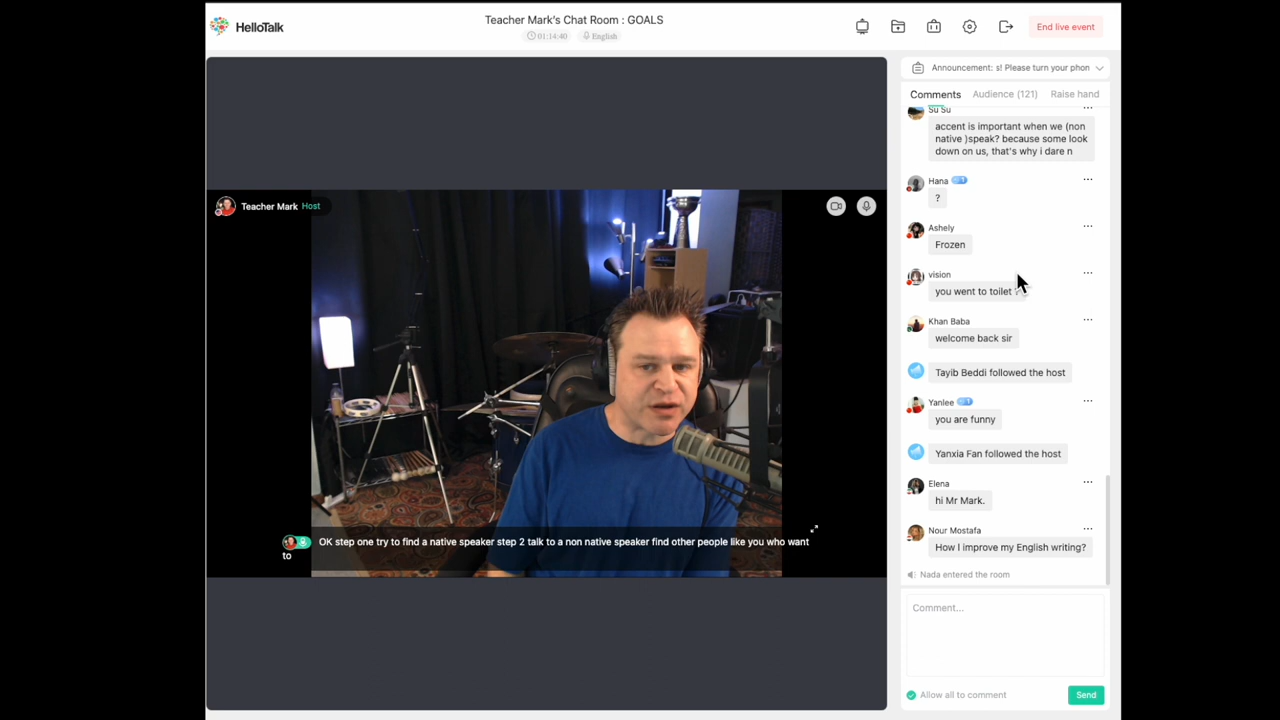 HelloTalk
Teacher Mark's Chat Room : GOALS
01:14:40 English
End live event
Announcement: s! Please turn your phon
Comments Audience (121) Raise hand
Su Su
accent is important when we (non
native )speak? because some look
down on us, that's why i dare n
Hana 1
?
Ashely
Frozen
vision
you went to toilet
Khan Baba
welcome back sir
Tayib Beddi followed the host
Yanlee 1
you are funny
Yanxia Fan followed the host
Elena
hi Mr Mark.
Nour Mostafa
How I improve my English writing?
Nada entered the room
Comment...
Allow all to comment
Send
Teacher Mark Host
OK step one try to find a native speaker step 2 talk to a non native speaker find other people like you who want
to